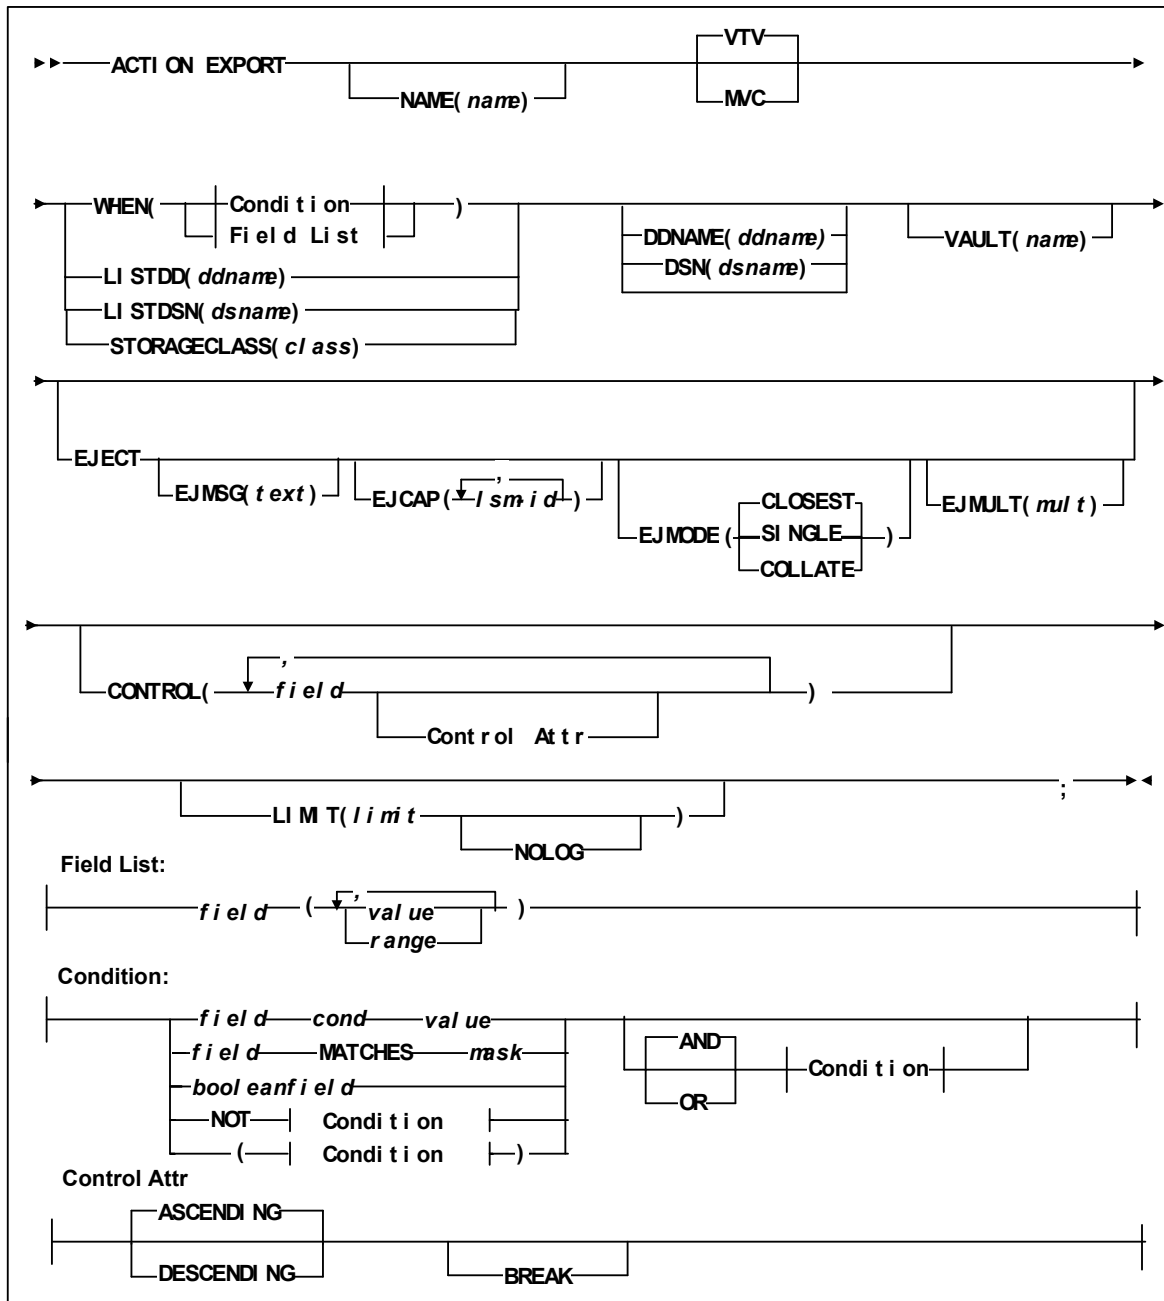 VTV
ACTION EXPORT
NAME(name)
MVC
WHEN( Condition )
Field List
LISTDD(ddname)
LISTDSN(dsname)
STORAGECLASS(class)
DDNAME(ddname)
DSN(dsname)
VAULT(name)
EJECT
EJMSG(text)
,
EJCAP( lsm-id )
CLOSEST
EJMODE( SINGLE )
COLLATE
EJMULT(mult)
,
CONTROL( field )
Control Attr
LIMIT(limit )
NOLOG
;
Field List:
,
field ( value )
range
Condition:
field cond value
field MATCHES mask
booleanfield
NOT Condition
( Condition )
AND
OR
Condition
Control Attr
ASCENDING
DESCENDING
BREAK